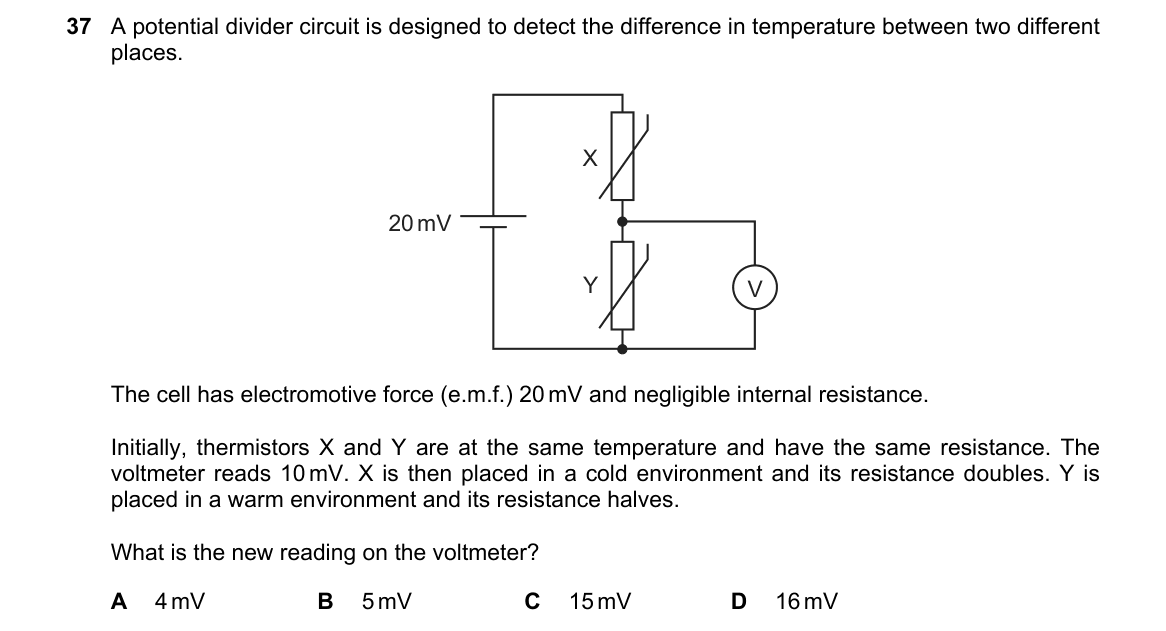 37 A potential divider circuit is designed to detect the difference in temperature between two different
places.
X
20 mV
Y
V
The cell has electromotive force (e.m.f.) 20 mV and negligible internal resistance.
Initially, thermistors X and Y are at the same temperature and have the same resistance. The
voltmeter reads 10 mV. X is then placed in a cold environment and its resistance doubles. Y is
placed in a warm environment and its resistance halves.
What is the new reading on the voltmeter?
A 4 mV B 5 mV C 15 mV D 16 mV